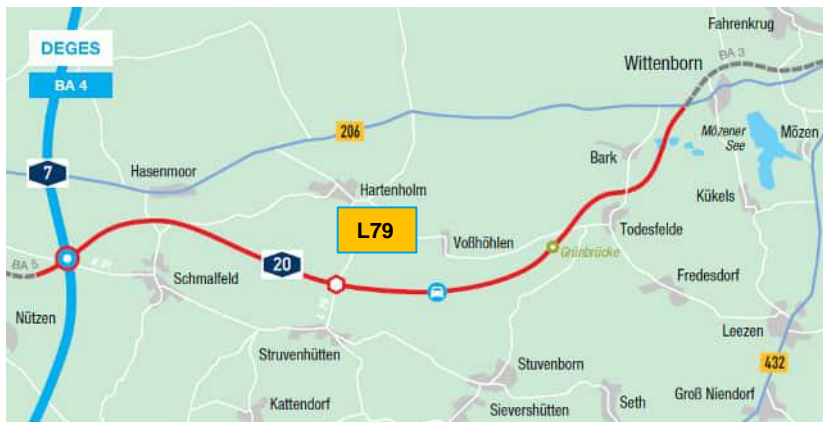 DEGES
BA 4
Fahrenkrug
Wittenborn
BA 3
206
7
Hasenmoor
Hartenholm
Bark
Mözener
See
Mözen
Kükels
L79
Voßhöhlen
Todesfelde
Grünbrücke
BA 5
20
Schmalfeld
Fredesdorf
Nützen
Struvenhütten
Leezen
Stuvenborn
432
Kattendorf
Sievershütten
Seth
Groß Niendorf